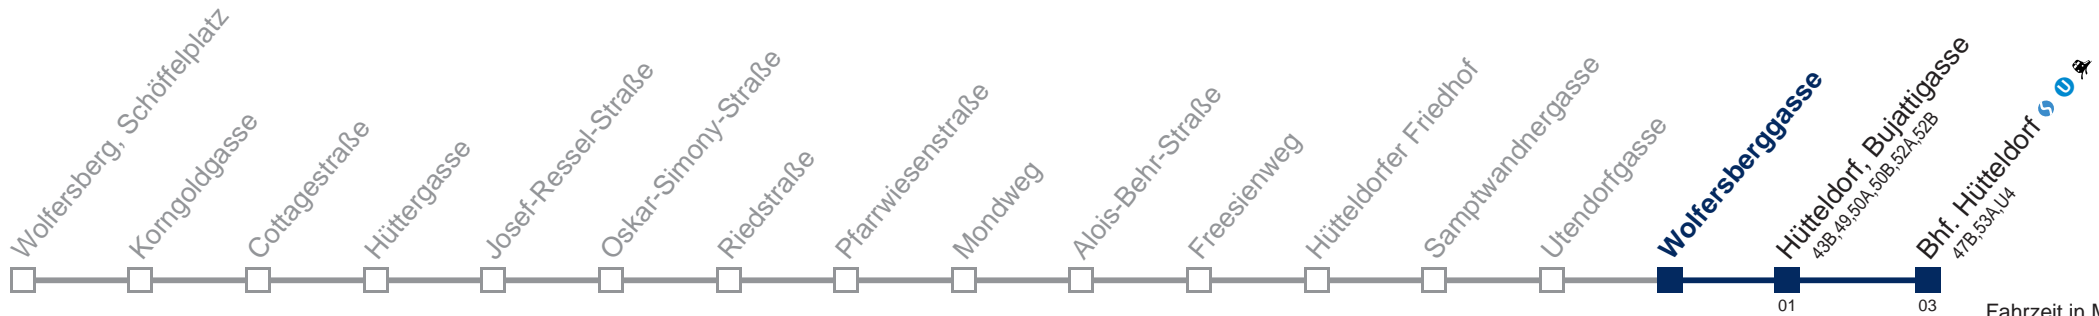 Wolfersberg, Schöffelplatz
Korngoldgasse
Cottagestraße
Hüttergasse
Josef-Ressel-Straße
Oskar-Simony-Straße
Riedstraße
Pfarrwiesenstraße
Mondweg
Alois-Behr-Straße
Freesienweg
Hütteldorfer Friedhof
Samptwandnergasse
Utendorfgasse
Wolfersberggasse
Hütteldorf, Bujattigasse
43B,49,50A,50B,52A,52B
Bhf. Hütteldorf S U
47B,53A,U4
01
03
Fahrzeit in M